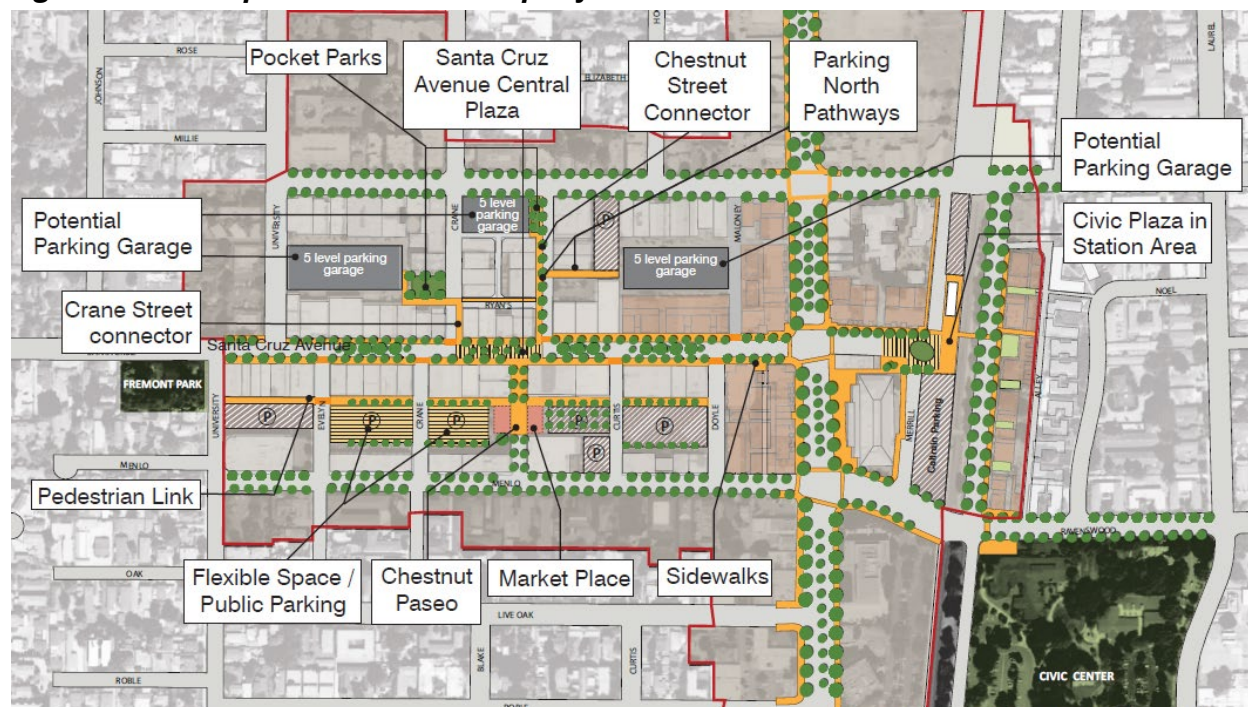 Pocket Parks
Santa Cruz
Avenue Central
Plaza
Chestnut
Street
Connector
Parking
North
Pathways
Potential
Parking Garage
Civic Plaza in
Station Area
Potential
Parking Garage
Crane Street
connector
Pedestrian Link
Flexible Space /
Public Parking
Chestnut
Paseo
Market Place
Sidewalks
ROSE
JOHNSON
MILLIE
ELIZABETH
LAUREL
UNIVERSITY
CRANE
5 level
parking
garage
P
5 level parking
garage
5 level parking
garage
MALONEY
RYAN'S
NOEL
ALLEY
Santa Cruz Avenue
FREMONT PARK
UNIVERSITY
P
EVELYN
P
CRANE
P
P
P
CURTIS
P
DOYLE
MERRILL
Caltrain Parking
MENLO
MENLO
RAVENSWOOD
OAK
LIVE OAK
BLAKE
CURTIS
ROBLE
CIVIC CENTER